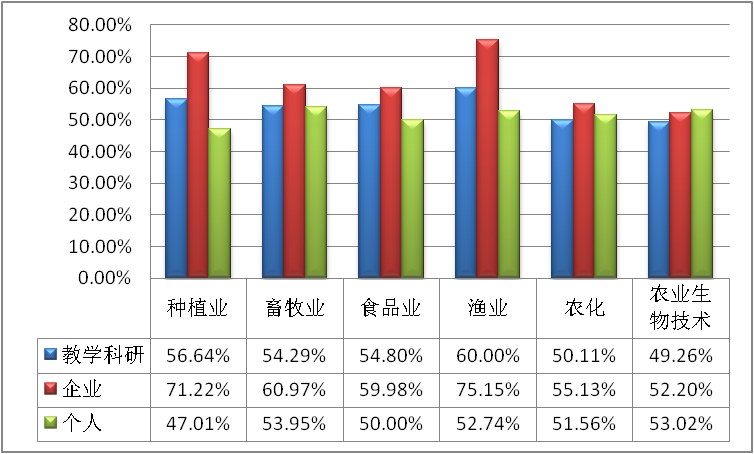 80.00%
70.00%
60.00%
50.00%
40.00%
30.00%
20.00%
10.00%
0.00%
种植业 畜牧业 食品业 渔业 农化 农业生
物技术
教学科研 56.64% 54.29% 54.80% 60.00% 50.11% 49.26%
企业 71.22% 60.97% 59.98% 75.15% 55.13% 52.20%
个人 47.01% 53.95% 50.00% 52.74% 51.56% 53.02%